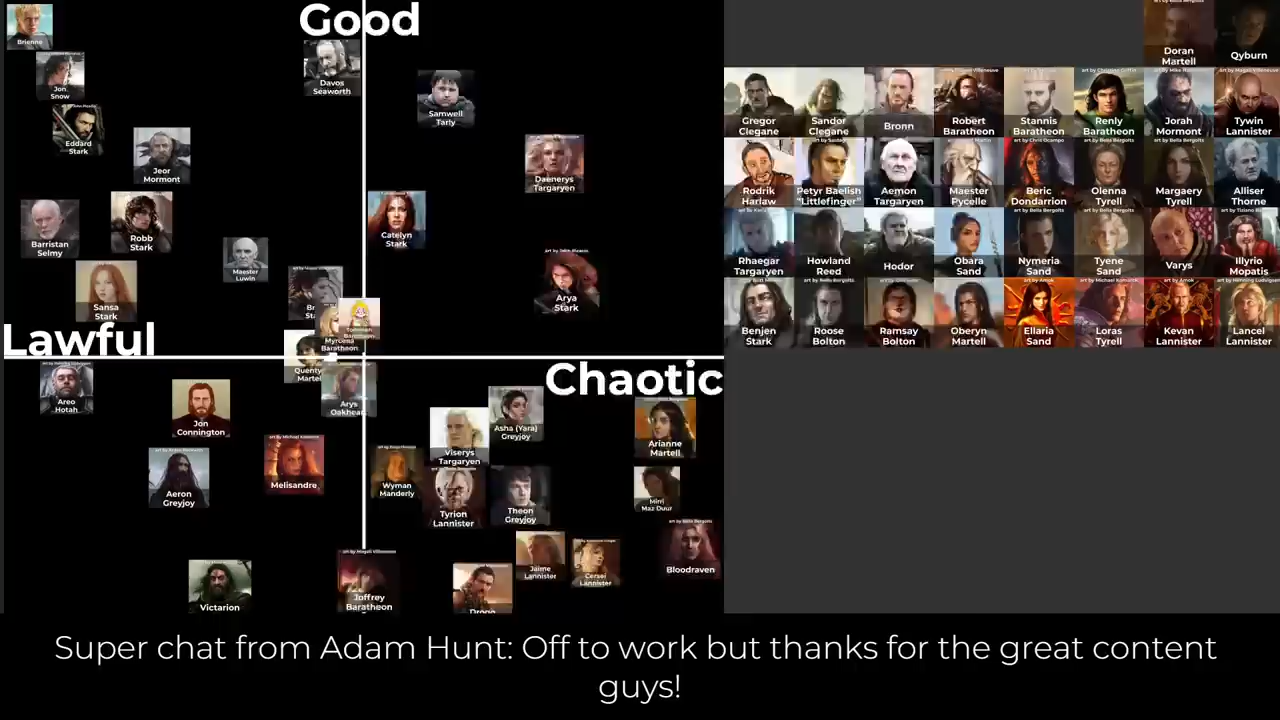 Good
Lawful
Chaotic
Brienne
Jon
Snow
Eddard
Stark
Jeor
Mormont
Davos
Seaworth
Samwell
Tarly
Daenerys
Targaryen
Barristan
Selmy
Robb
Stark
Catelyn
Stark
Maester
Luwin
Sansa
Stark
Arya
Stark
Myrcella
Baratheon
Tommen
Areo
Hotah
Jon
Connington
Arys
Asha (Yara)
Greyjoy
Arianne
Martell
Viserys
Targaryen
Aeron
Greyjoy
Melisandre
Wyman
Manderly
Tyrion
Lannister
Theon
Greyjoy
Mirri
Maz Duur
Bloodraven
Jaime
Lannister
Cersei
Lannister
Victarion
Joffrey
Baratheon
Drogo
Doran
Martell
Qyburn
Gregor
Clegane
Sandor
Clegane
Bronn
Robert
Baratheon
Stannis
Baratheon
Renly
Baratheon
Jorah
Mormont
Tywin
Lannister
Rodrik
Harlaw
Petyr Baelish
"Littlefinger"
Aemon
Targaryen
Maester
Pycelle
Beric
Dondarrion
Olenna
Tyrell
Margaery
Tyrell
Alliser
Thorne
Rhaegar
Targaryen
Howland
Reed
Hodor
Obara
Sand
Nymeria
Sand
Tyene
Sand
Varys
Illyrio
Mopatis
Benjen
Stark
Roose
Bolton
Ramsay
Bolton
Oberyn
Martell
Ellaria
Sand
Loras
Tyrell
Kevan
Lannister
Lancel
Lannister
Super chat from Adam Hunt: Off to work but thanks for the great content
guys!